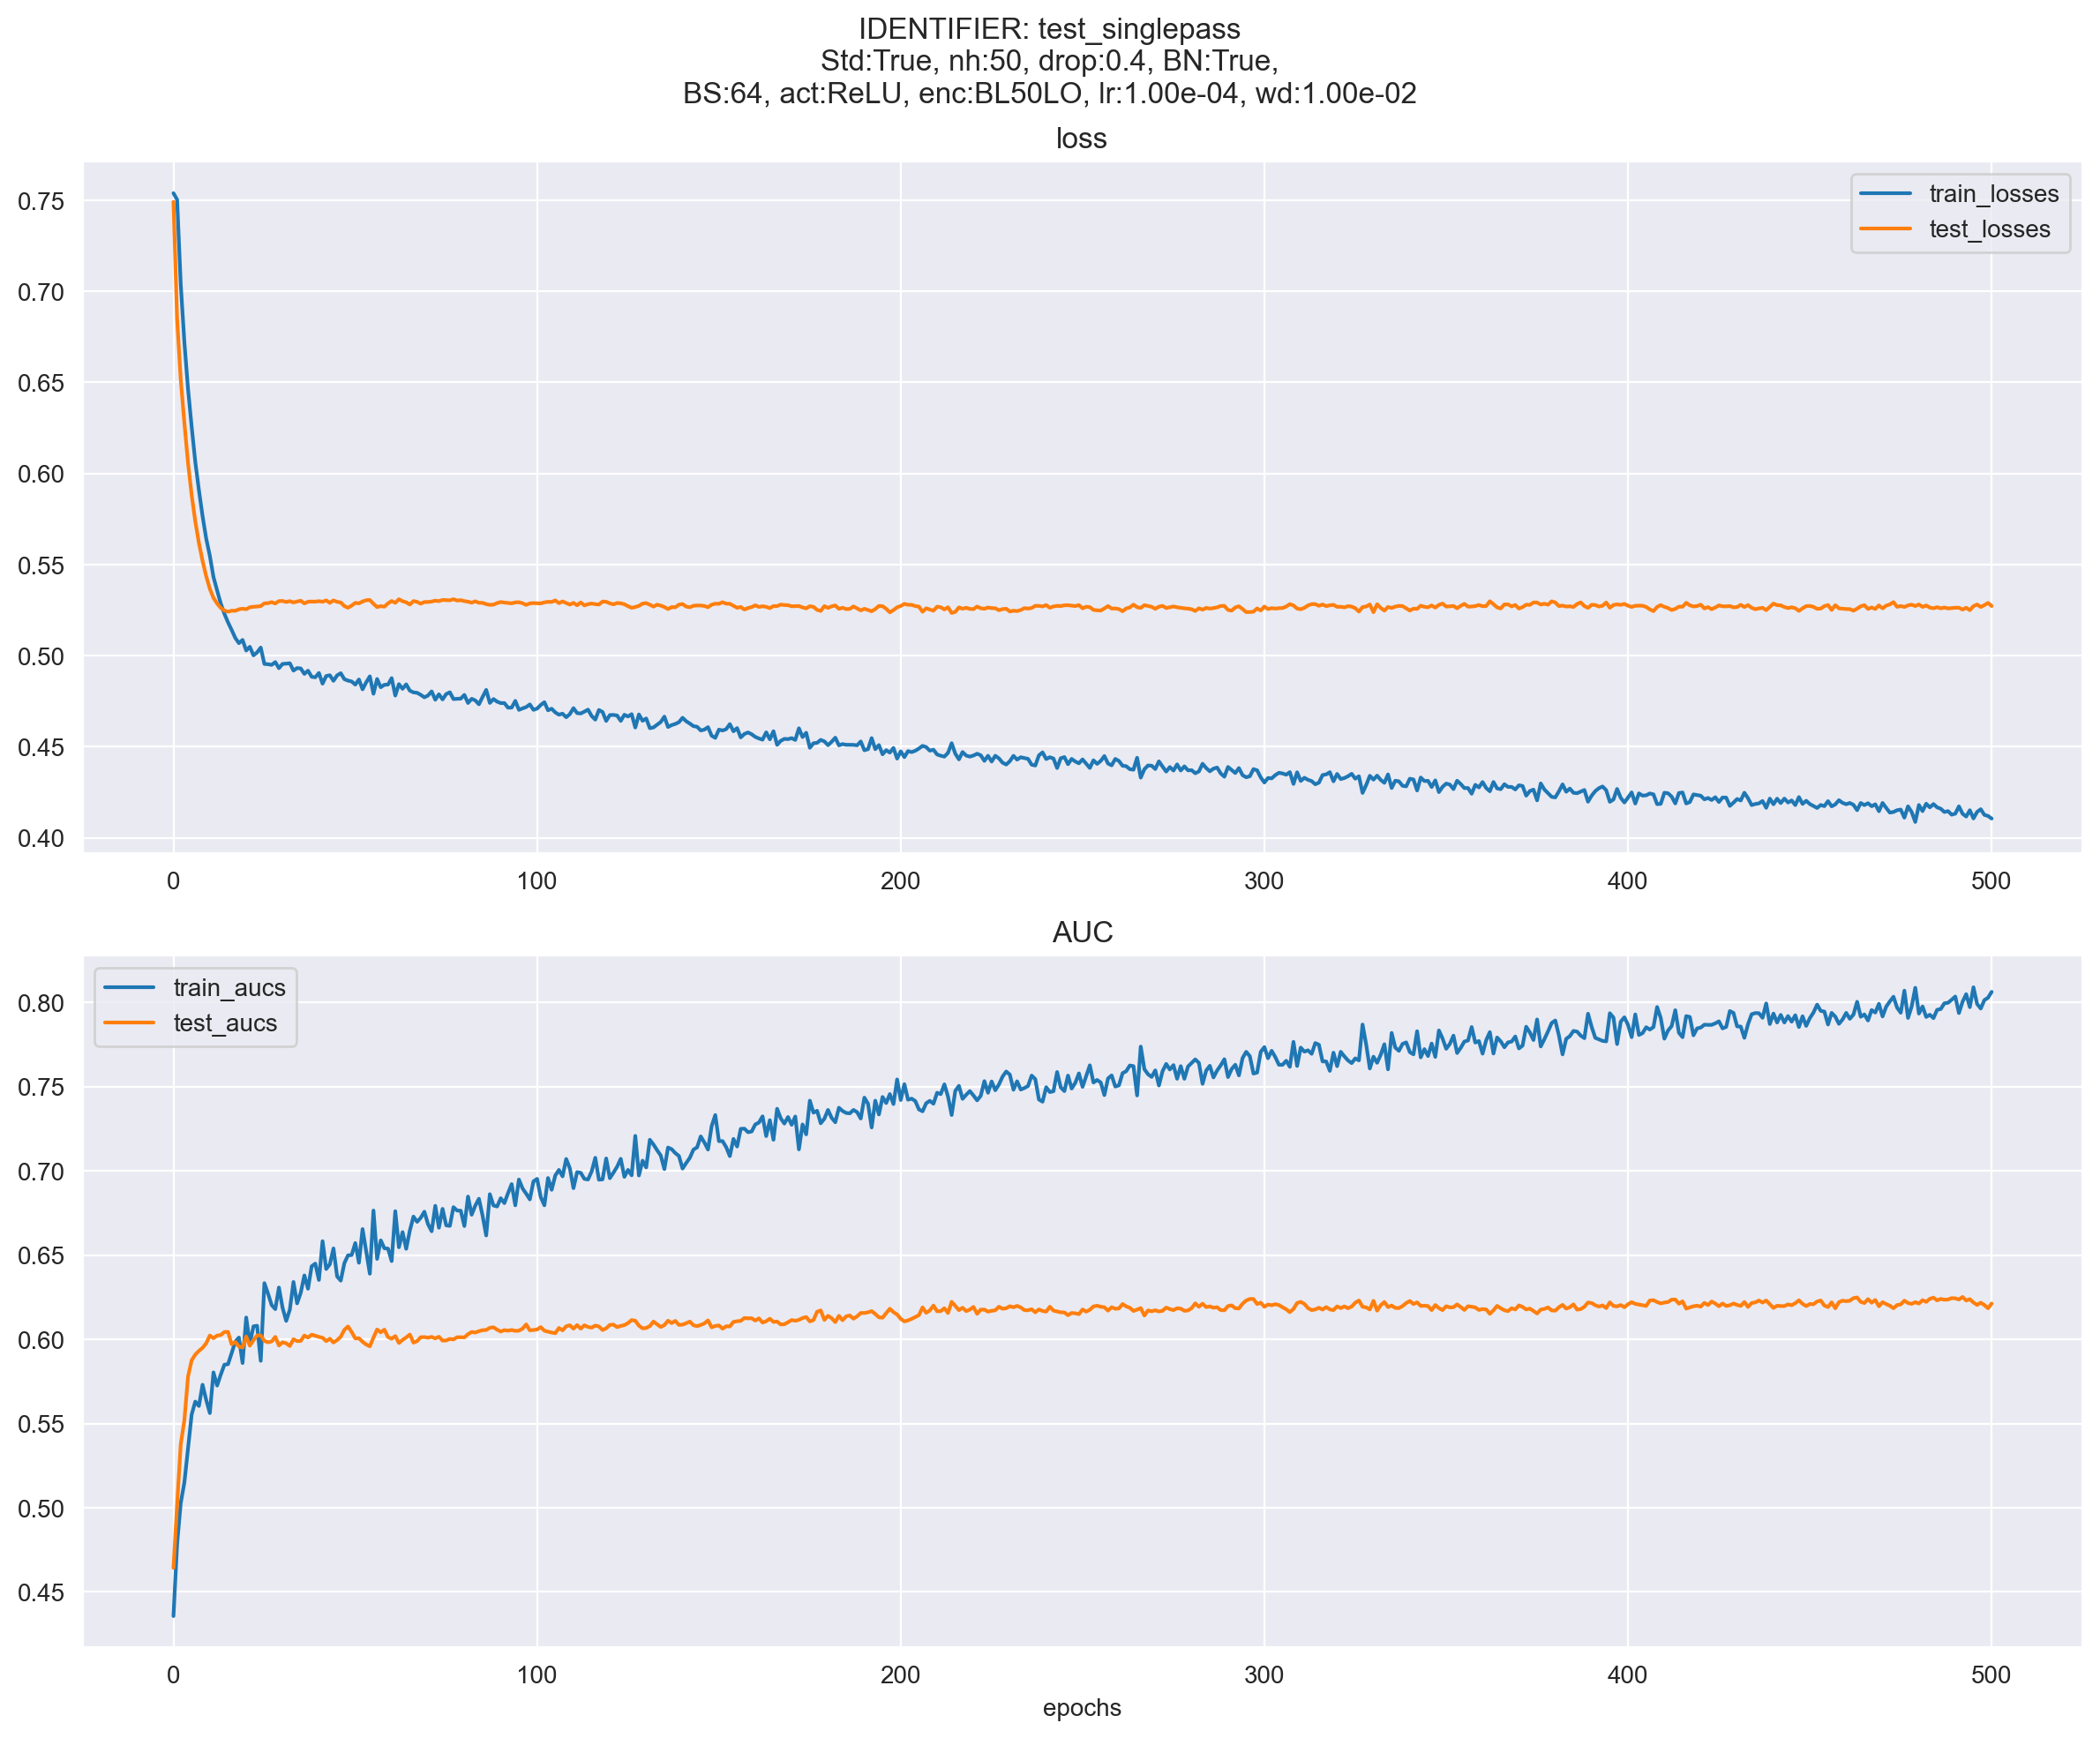 IDENTIFIER: test_singlepass
Std:True, nh:50, drop:0.4, BN:True,
BS:64, act:ReLU, enc:BL50LO, lr:1.00e-04, wd:1.00e-02
loss
train_losses
test_losses
0.75
0.70
0.65
0.60
0.55
0.50
0.45
0.40
0 100 200 300 400 500
AUC
train_aucs
test_aucs
0.80
0.75
0.70
0.65
0.60
0.55
0.50
0.45
0 100 200 300 400 500
epochs